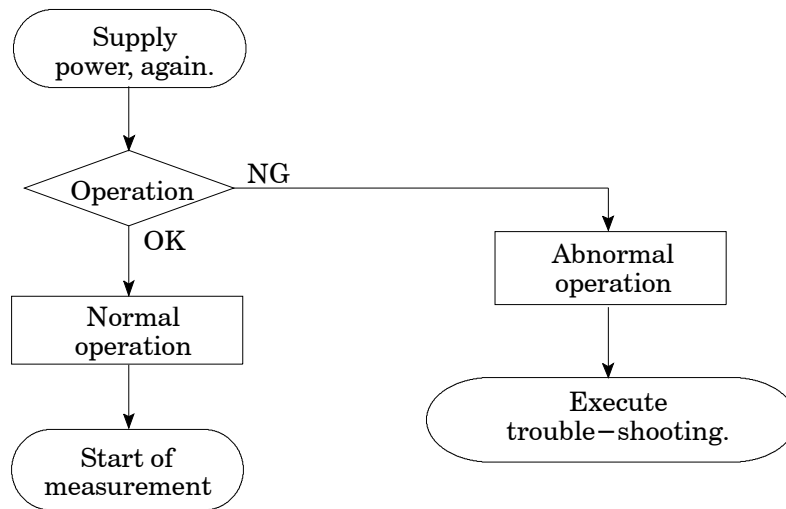 Supply
power, again.
Operation
NG
OK
Abnormal
operation
Normal
operation
Execute
trouble−shooting.
Start of
measurement